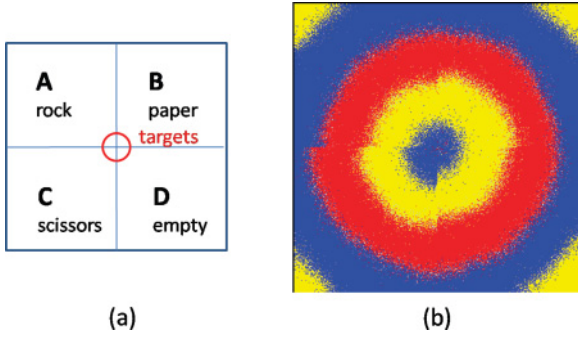 A
rock
B
paper
targets
C
scissors
D
empty
(a)
(b)